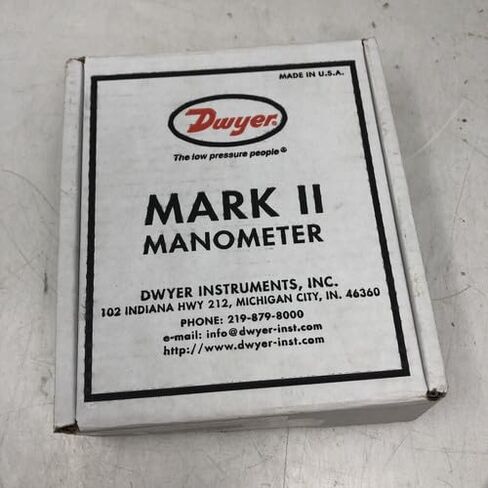 MADE IN U.S.A.
Dwyer®
The low pressure people®
MARK II
MANOMETER
DWYER INSTRUMENTS, INC.
102 INDIANA HWY 212, MICHIGAN CITY, IN. 46360
PHONE: 219-879-8000
e-mail: info@dwyer-inst.com
http://www.dwyer-inst.com